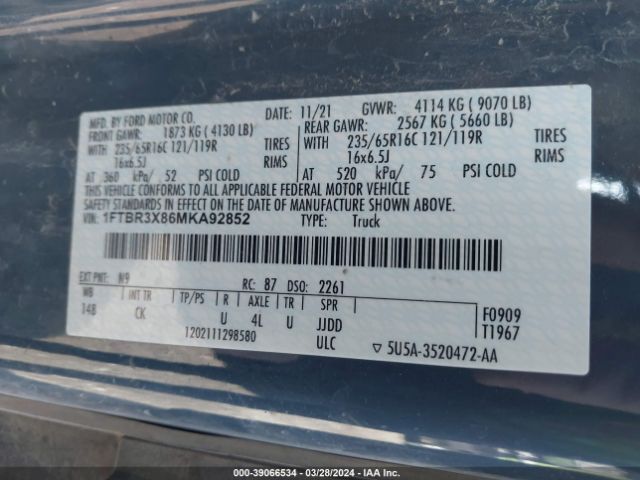 MFD. BY FORD MOTOR CO.
DATE: 11/21 GVWR: 4114 KG ( 9070 LB)
FRONT GAWR: 1873 KG ( 4130 LB)
REAR GAWR: 2567 KG ( 5660 LB)
WITH 235/65R16C 121/119R TIRES
WITH 235/65R16C 121/119R TIRES
16x6.5J RIMS
16x6.5J RIMS
AT 360 kPa/ 52 PSI COLD
AT 520 kPa/ 75 PSI COLD
THIS VEHICLE CONFORMS TO ALL APPLICABLE FEDERAL MOTOR VEHICLE
SAFETY STANDARDS IN EFFECT ON THE DATE OF MANUFACTURE SHOWN ABOVE.
VIN: 1FTBR3X86MKA92852 TYPE: Truck
EXT PNT: N9 RC: 87 DSO: 2261
WB INT TR TP/PS R AXLE TR SPR
148 CK U 4L U JJDD
F0909
T1967
1202111298580 ULC
▽ 5U5A-3520472-AA
000-39066534 — 03/28/2024 — IAA Inc.